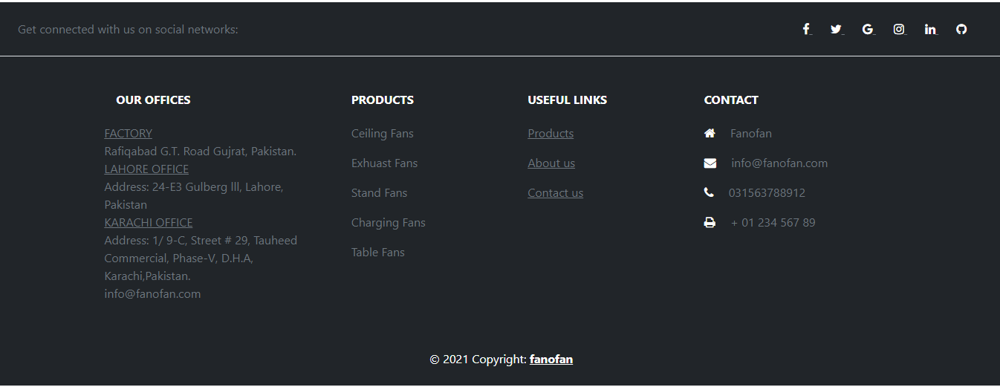 Get connected with us on social networks:
OUR OFFICES
FACTORY
Rafiqabad G.T. Road Gujrat, Pakistan.
LAHORE OFFICE
Address: 24-E3 Gulberg lll, Lahore,
Pakistan
KARACHI OFFICE
Address: 1/ 9-C, Street # 29, Tauheed
Commercial, Phase-V, D.H.A,
Karachi,Pakistan.
info@fanofan.com
PRODUCTS
Ceiling Fans
Exhuast Fans
Stand Fans
Charging Fans
Table Fans
USEFUL LINKS
Products
About us
Contact us
CONTACT
Fanofan
info@fanofan.com
031563788912
+ 01 234 567 89
© 2021 Copyright: fanofan